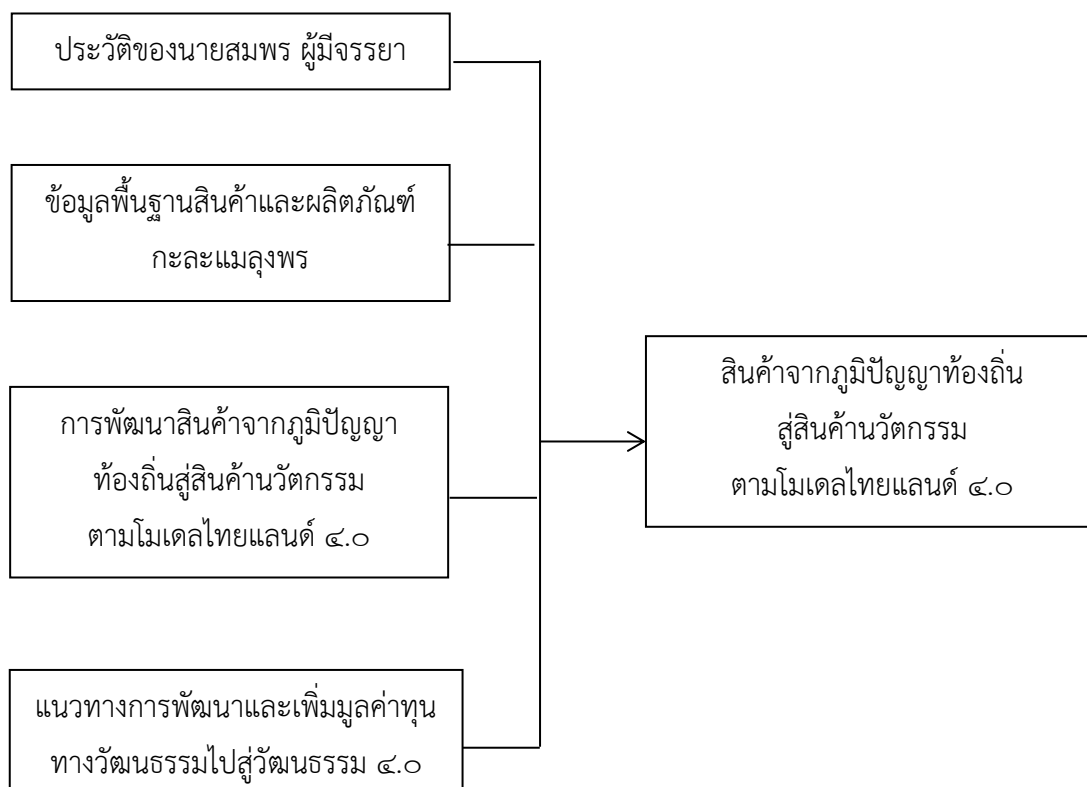 ประวัติของนายสมพร ผู้มีจรรยา
ข้อมูลพื้นฐานสินค้าและผลิตภัณฑ์
กะละแมลุงพร
การพัฒนาสินค้าจากภูมิปัญญา
ท้องถิ่นสู่สินค้านวัตกรรม
ตามโมเดลไทยแลนด์ ๔.๐
แนวทางการพัฒนาและเพิ่มมูลค่าทุน
ทางวัฒนธรรมไปสู่วัฒนธรรม ๔.๐
สินค้าจากภูมิปัญญาท้องถิ่น
สู่สินค้านวัตกรรม
ตามโมเดลไทยแลนด์ ๔.๐